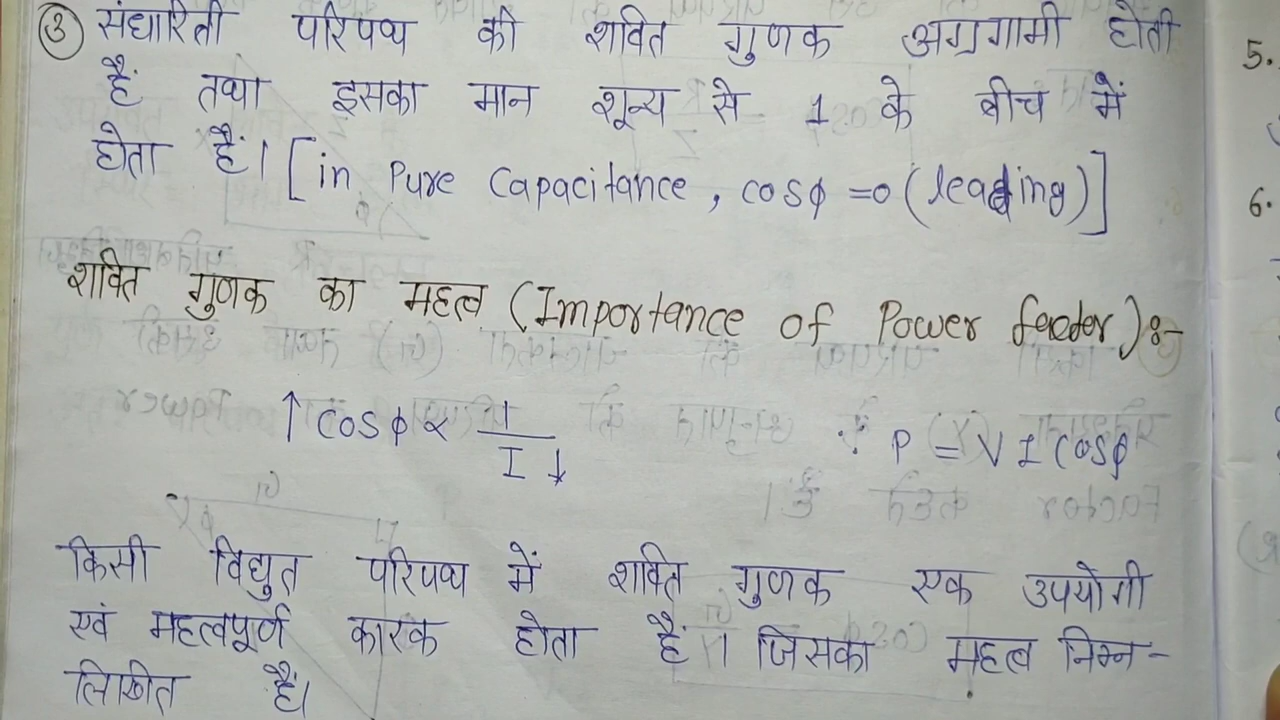 ③ संधारिती परिपथ की शक्ति गुणक अग्रगामी होती
हैं तथा इसका मान शून्य से 1 के बीच में
होता हैं। [in Pure Capacitance, cosϕ =0 (leading)]
शक्ति गुणक का महत्व (Importance of Power feeder):-
↑ cosϕ ∝ 1/I↓ ∵ P = VI cosϕ
किसी विद्युत परिपथ में शक्ति गुणक एक उपयोगी
एवं महत्वपूर्ण कारक होता हैं। जिसका महत्व निम्न-
लिखित हैं।
5.
6.